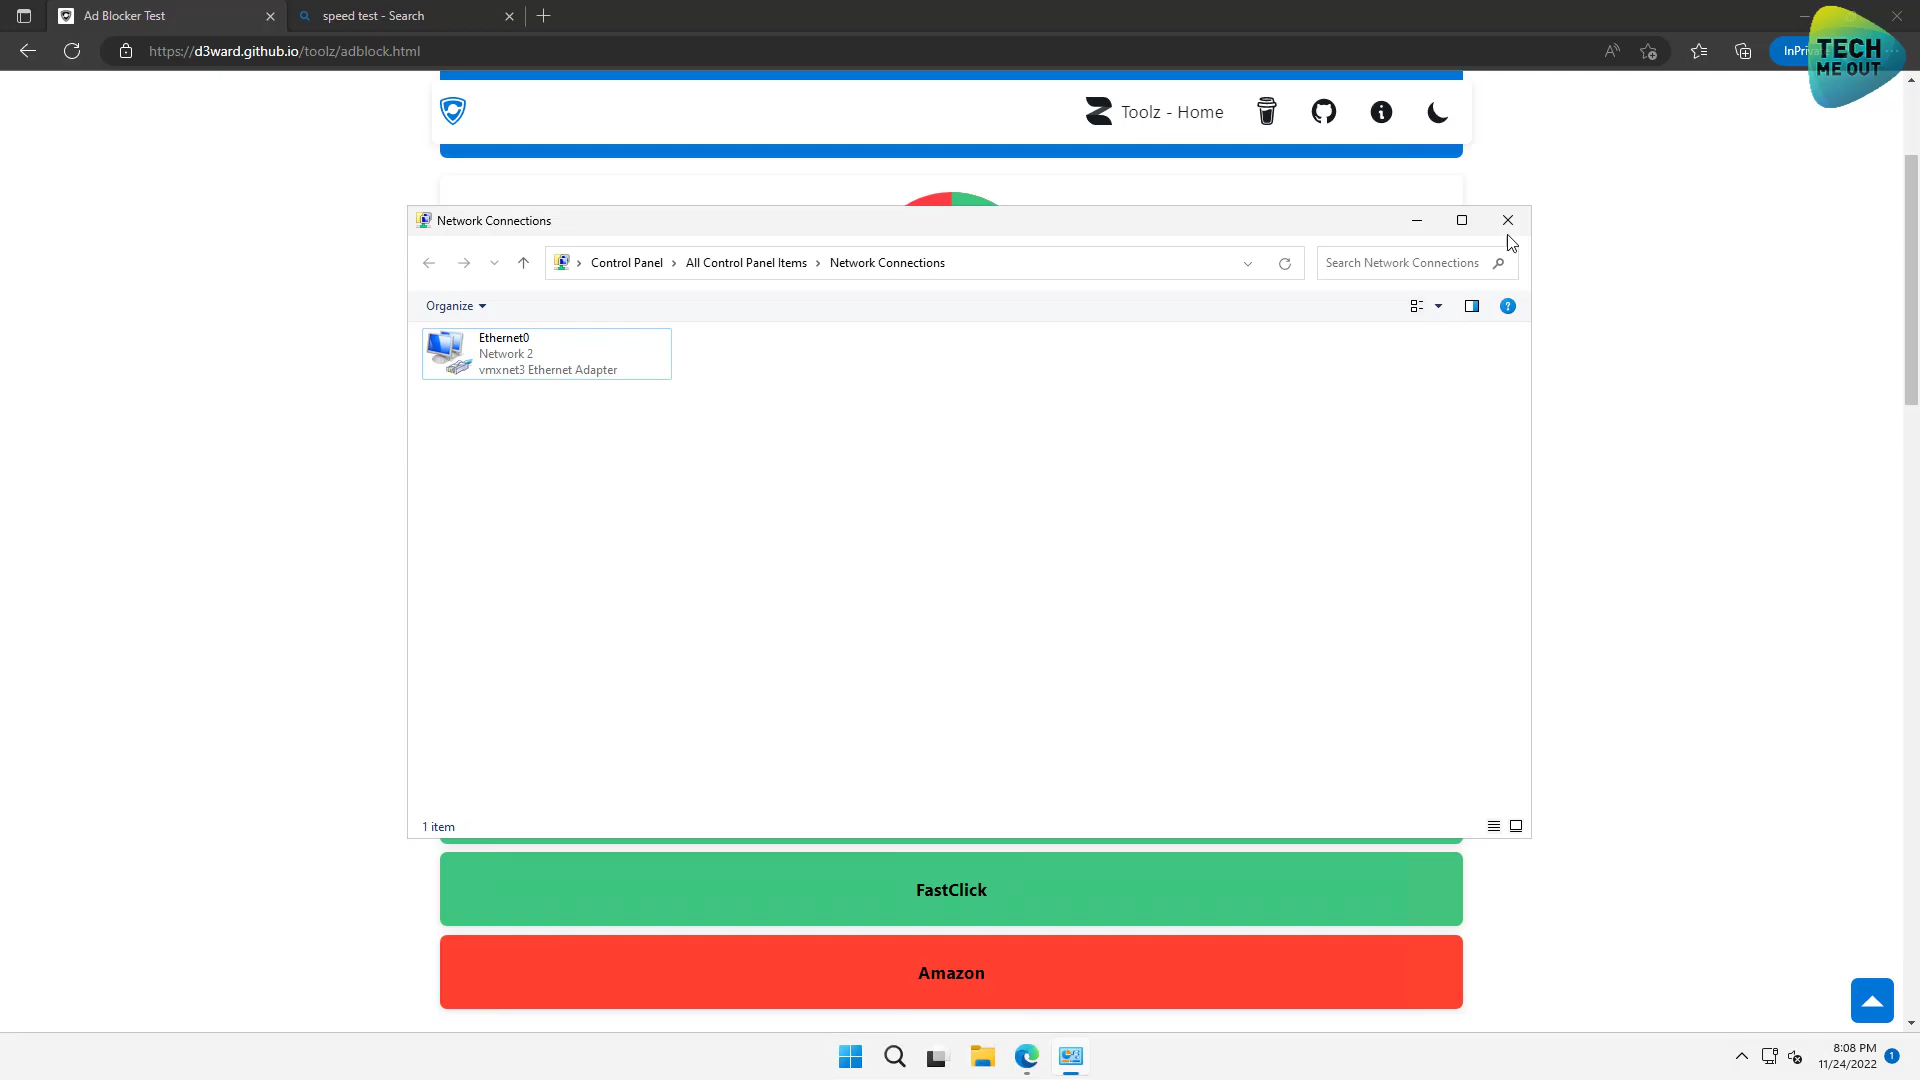 Ad Blocker Test
speed test - Search
https://d3ward.github.io/toolz/adblock.html
InPriv
TECH
ME OUT
Toolz - Home
Network Connections
Control Panel
All Control Panel Items
Network Connections
Search Network Connections
Organize
Ethernet0
Network 2
vmxnet3 Ethernet Adapter
1 item
FastClick
Amazon
8:08 PM
11/24/2022
1